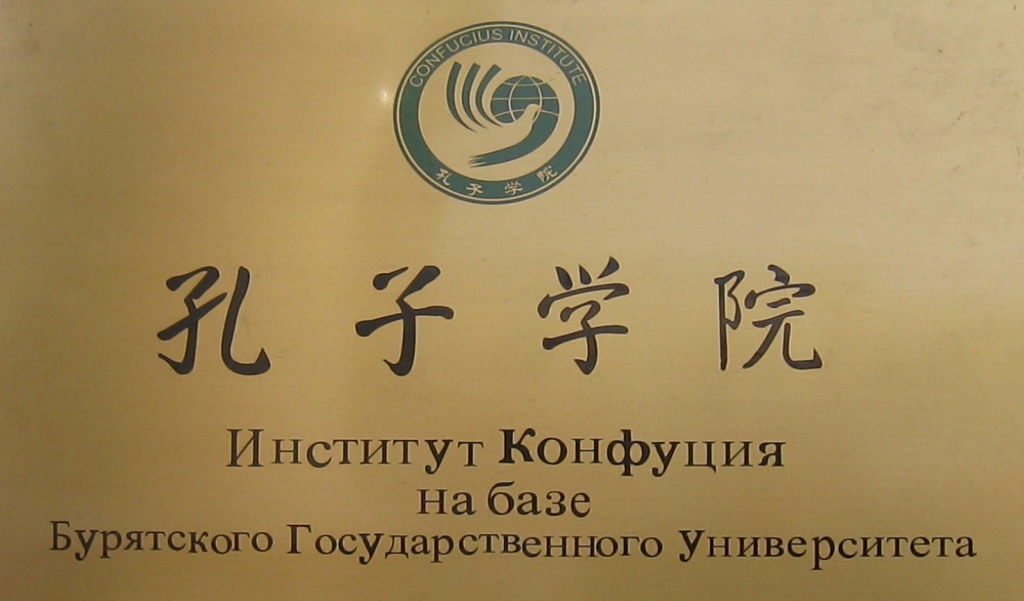 CONFUCIUS INSTITUTE
孔子学院
孔子学院
Институт Конфуция
на базе
Бурятского Государственного Университета